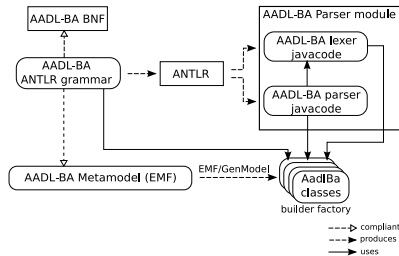 AADL-BA BNF
AADL-BA Parser module
AADL-BA lexer
javacode
AADL-BA
ANTLR grammar
ANTLR
AADL-BA parser
javacode
AADL-BA Metamodel (EMF)
EMF/GenModel
AadlBa
classes
builder factory
compliant
produces
uses